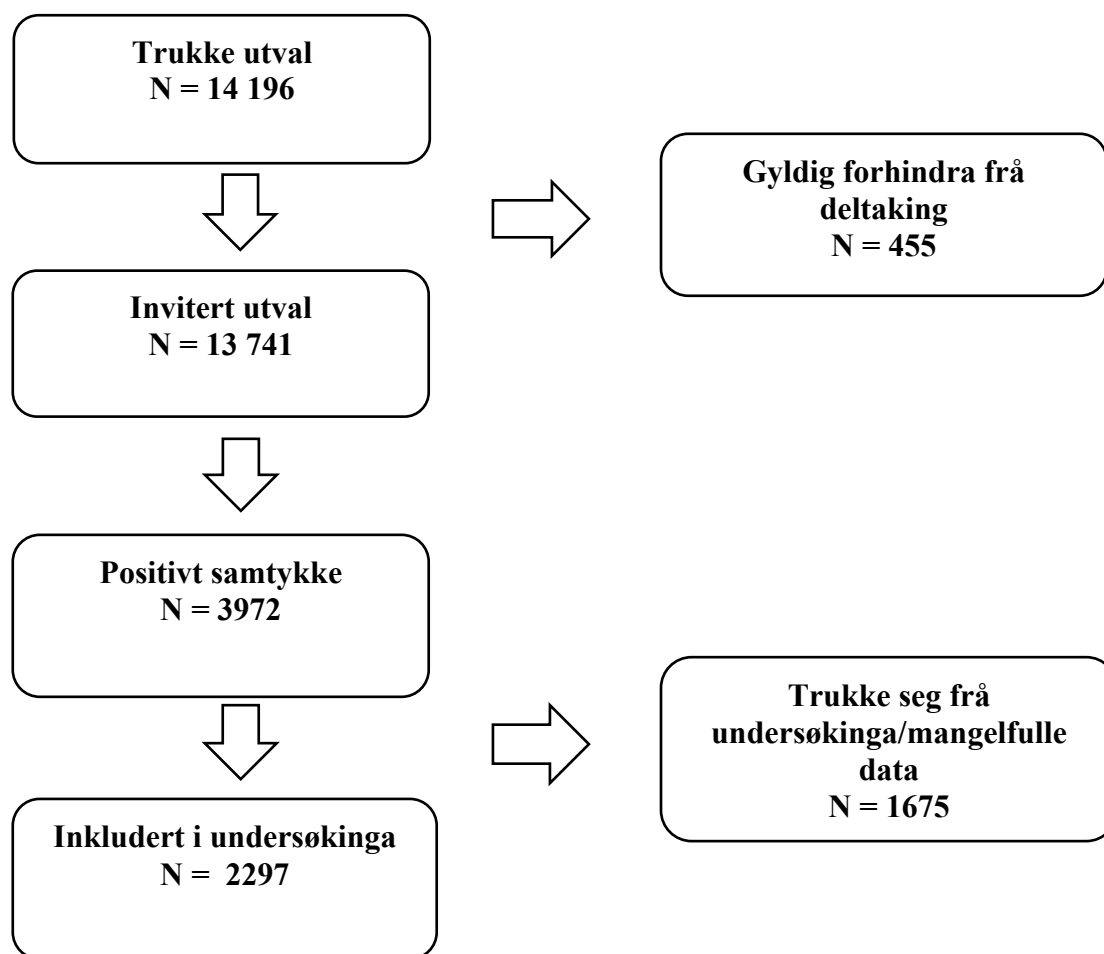 Trukke utval
N = 14 196
Gyldig forhindra frå
deltaking
N = 455
Invitert utval
N = 13 741
Positivt samtykke
N = 3972
Trukke seg frå
undersøkinga/mangelfulle
data
N = 1675
Inkludert i undersøkinga
N =  2297